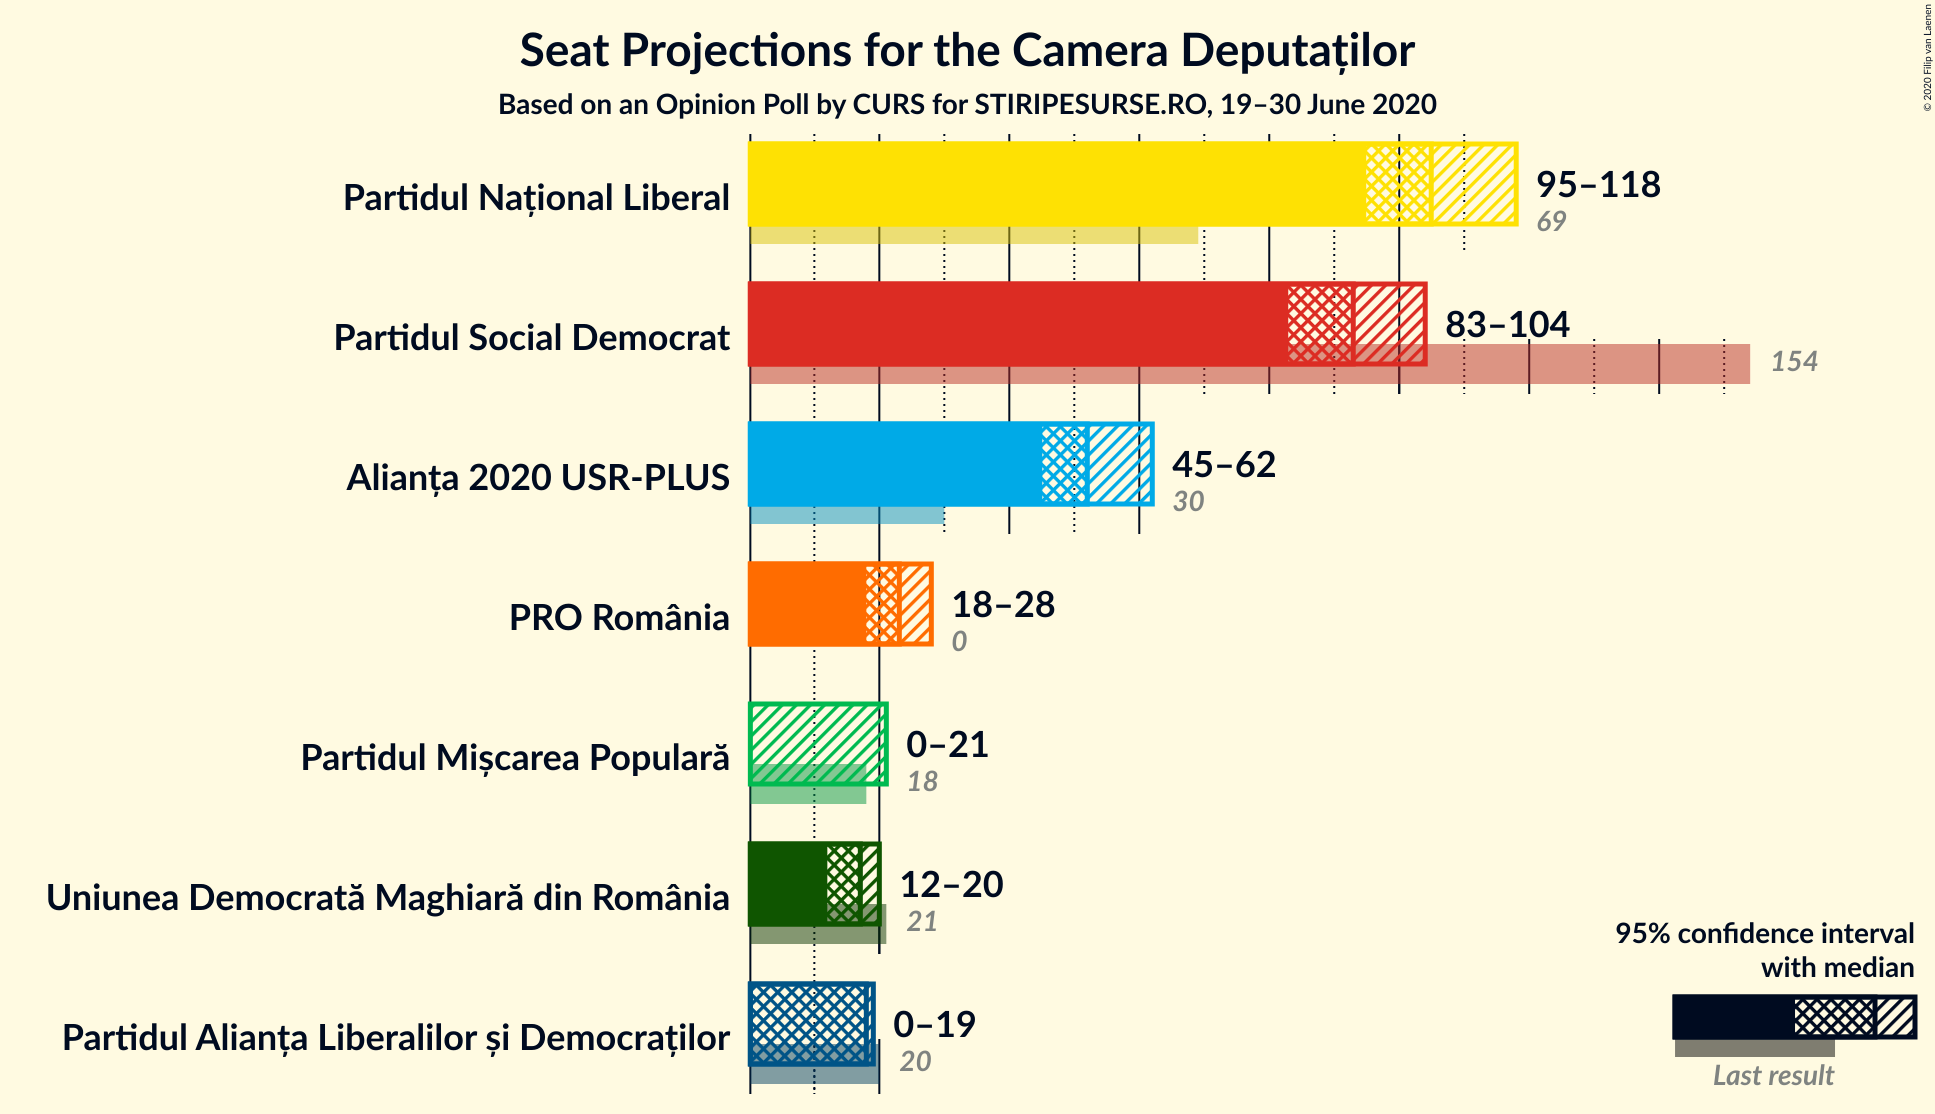 Seat Projections for the Camera Deputaților
Based on an Opinion Poll by CURS for STIRIPESURSE.RO, 19–30 June 2020
© 2020 Filip van Laenen
Partidul Național Liberal
95–118
69
Partidul Social Democrat
83–104
154
Alianța 2020 USR-PLUS
45–62
30
PRO România
18–28
0
Partidul Mișcarea Populară
0–21
18
Uniunea Democrată Maghiară din România
12–20
21
Partidul Alianța Liberalilor și Democraților
0–19
20
95% confidence interval
with median
Last result